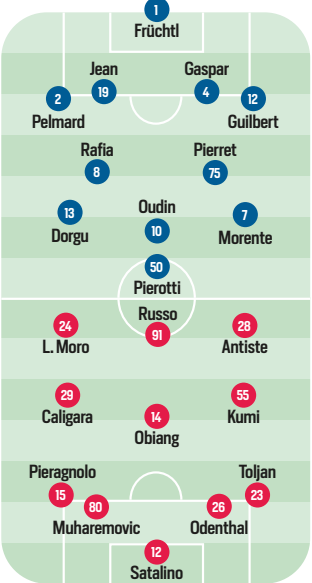 1
Früchtl
Jean Gaspar
2 19 4 12
Pelmard Guilbert
Rafia Pierret
8 75
13 Oudin 7
Dorgu 10 Morente
50
Pierotti
Russo
24 91 28
L. Moro Antiste
29 55
Caligara 14 Kumi
Obiang
Pieragnolo Toljan
15 80 26 23
Muharemovic Odenthal
12
Satalino